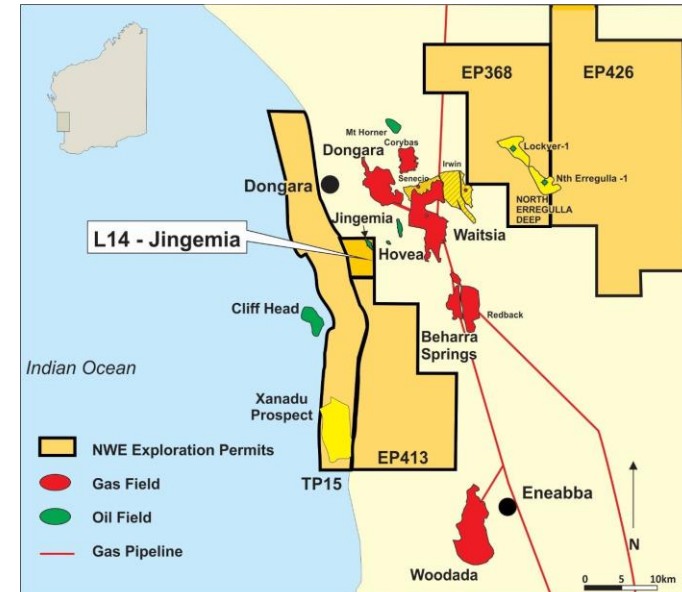 EP368
EP426
Mt Horner
Corybas
Dongara
Lockyer-1
Irwin
Senecio
Nth Erregulla -1
Dongara
NORTH
ERREGULLA
DEEP
Jingemia
L14 - Jingemia
Waitsia
Hovea
Cliff Head
Redback
Beharra
Springs
Indian Ocean
Xanadu
Prospect
NWE Exploration Permits
EP413
TP15
Gas Field
Eneabba
Oil Field
Gas Pipeline
N
Woodada
0 5 10km